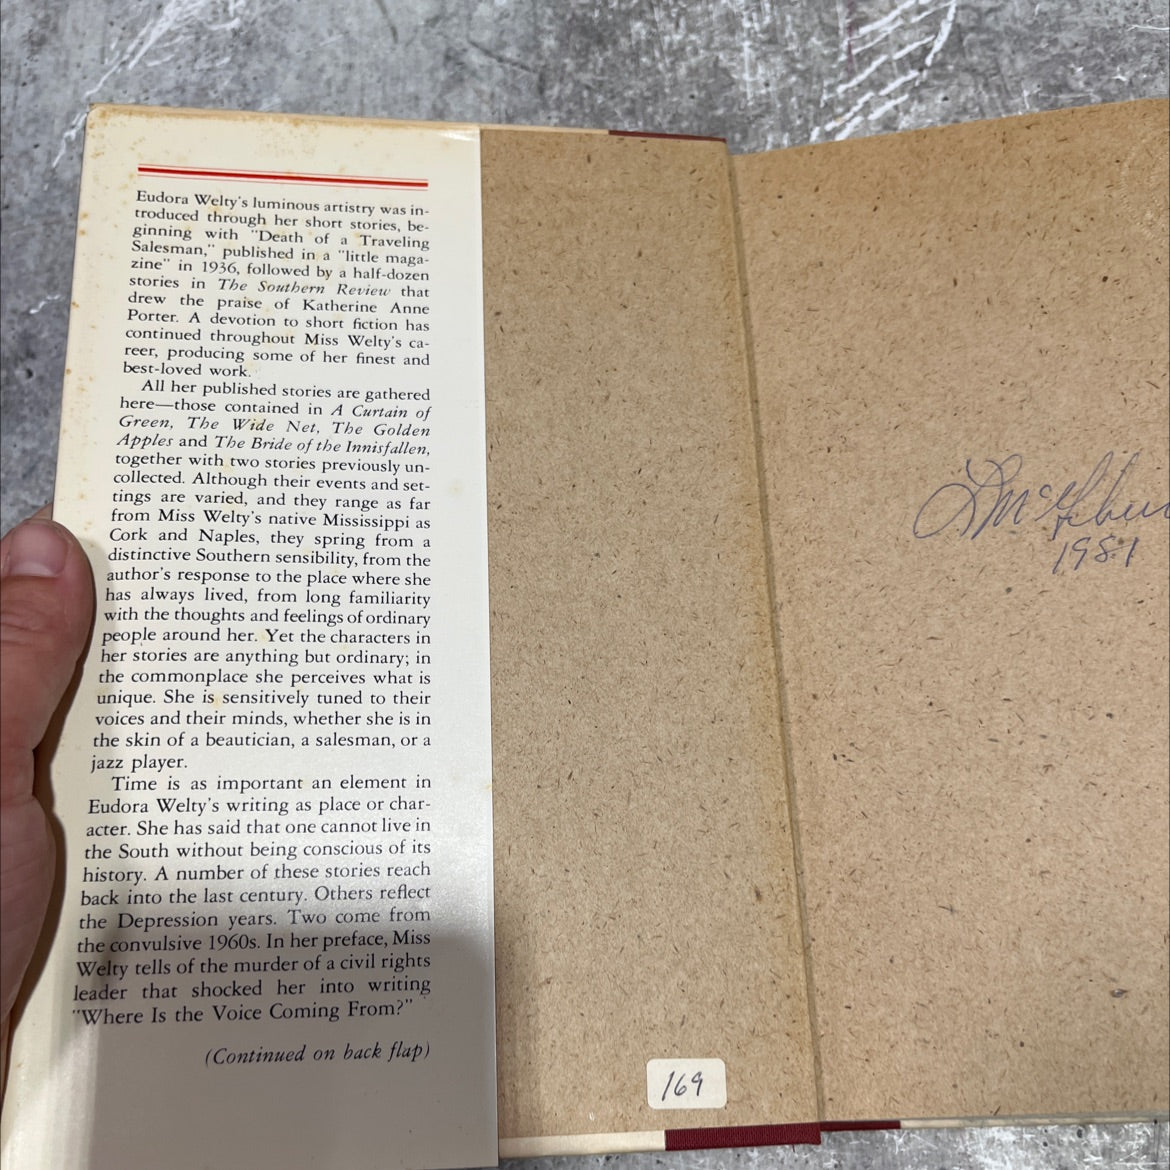 Eudora Welty's luminous artistry was in-
troduced through her short stories, be-
ginning with "Death of a Traveling
Salesman," published in a "little maga-
zine" in 1936, followed by a half-dozen
stories in The Southern Review that
drew the praise of Katherine Anne
Porter. A devotion to short fiction has
continued throughout Miss Welty's ca-
reer, producing some of her finest and
best-loved work.
All her published stories are gathered
here—those contained in A Curtain of
Green, The Wide Net, The Golden
Apples and The Bride of the Innisfallen,
together with two stories previously un-
collected. Although their events and set-
tings are varied, and they range as far
from Miss Welty's native Mississippi as
Cork and Naples, they spring from a
distinctive Southern sensibility, from the
author's response to the place where she
has always lived, from long familiarity
with the thoughts and feelings of ordinary
people around her. Yet the characters in
her stories are anything but ordinary; in
the commonplace she perceives what is
unique. She is sensitively tuned to their
voices and their minds, whether she is in
the skin of a beautician, a salesman, or a
jazz player.
Time is as important an element in
Eudora Welty's writing as place or char-
acter. She has said that one cannot live in
the South without being conscious of its
history. A number of these stories reach
back into the last century. Others reflect
the Depression years. Two come from
the convulsive 1960s. In her preface, Miss
Welty tells of the murder of a civil rights
leader that shocked her into writing
"Where Is the Voice Coming From?"
(Continued on back flap)
1981
169